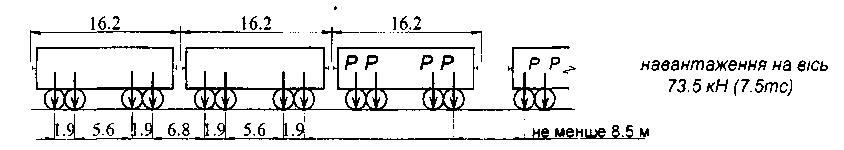 16.2 16.2 16.2
P P P P P P
навантаження на вісь
73.5 кН (7.5тс)
1.9 5.6 1.9 6.8 1.9 5.6 1.9 не менше 8.5 м